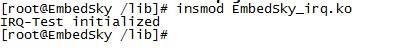 [root@EmbedSky /lib]# insmod EmbedSky_irq.ko
IRQ-Test initialized
[root@EmbedSky /lib]#